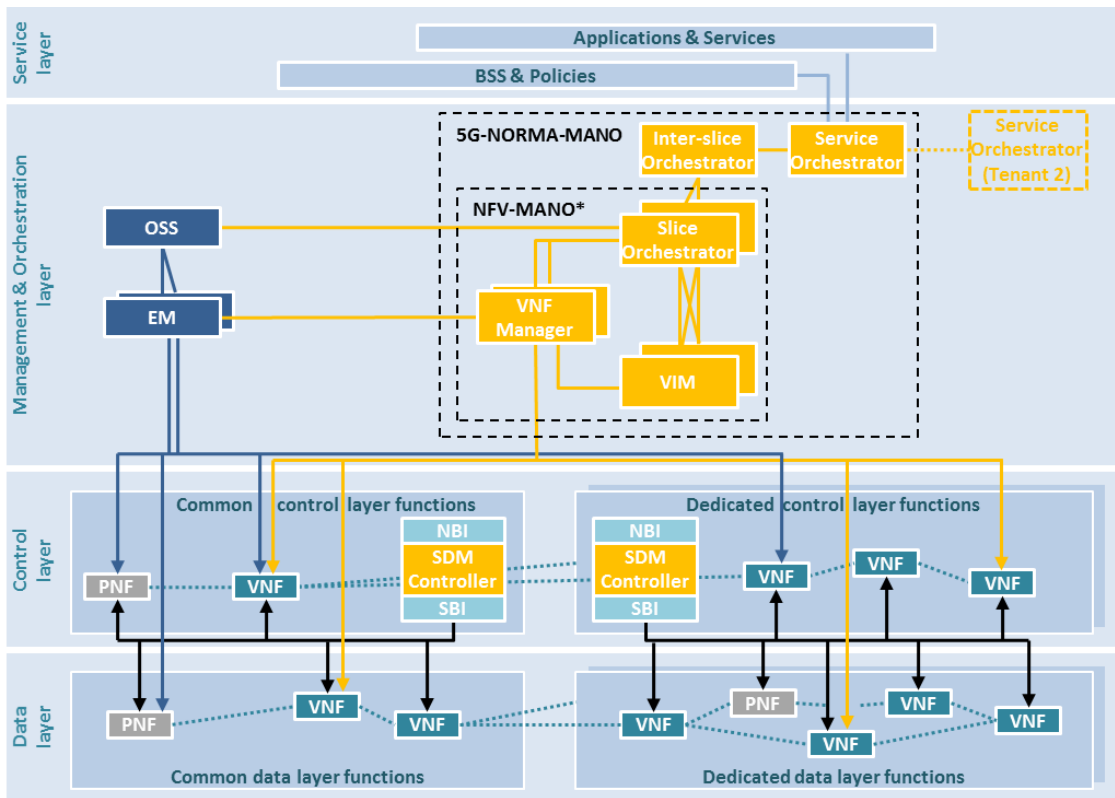 Service
layer
Applications & Services
BSS & Policies
Management & Orchestration
layer
5G-NORMA-MANO
Inter-slice
Orchestrator
Service
Orchestrator
Service
Orchestrator
(Tenant 2)
NFV-MANO*
OSS
Slice
Orchestrator
EM
VNF
Manager
VIM
Control
layer
Common control layer functions
NBI
SDM
Controller
SBI
PNF
VNF
Dedicated control layer functions
NBI
SDM
Controller
SBI
VNF
VNF
VNF
Data
layer
PNF
VNF
VNF
Common data layer functions
VNF
PNF
VNF
VNF
VNF
Dedicated data layer functions